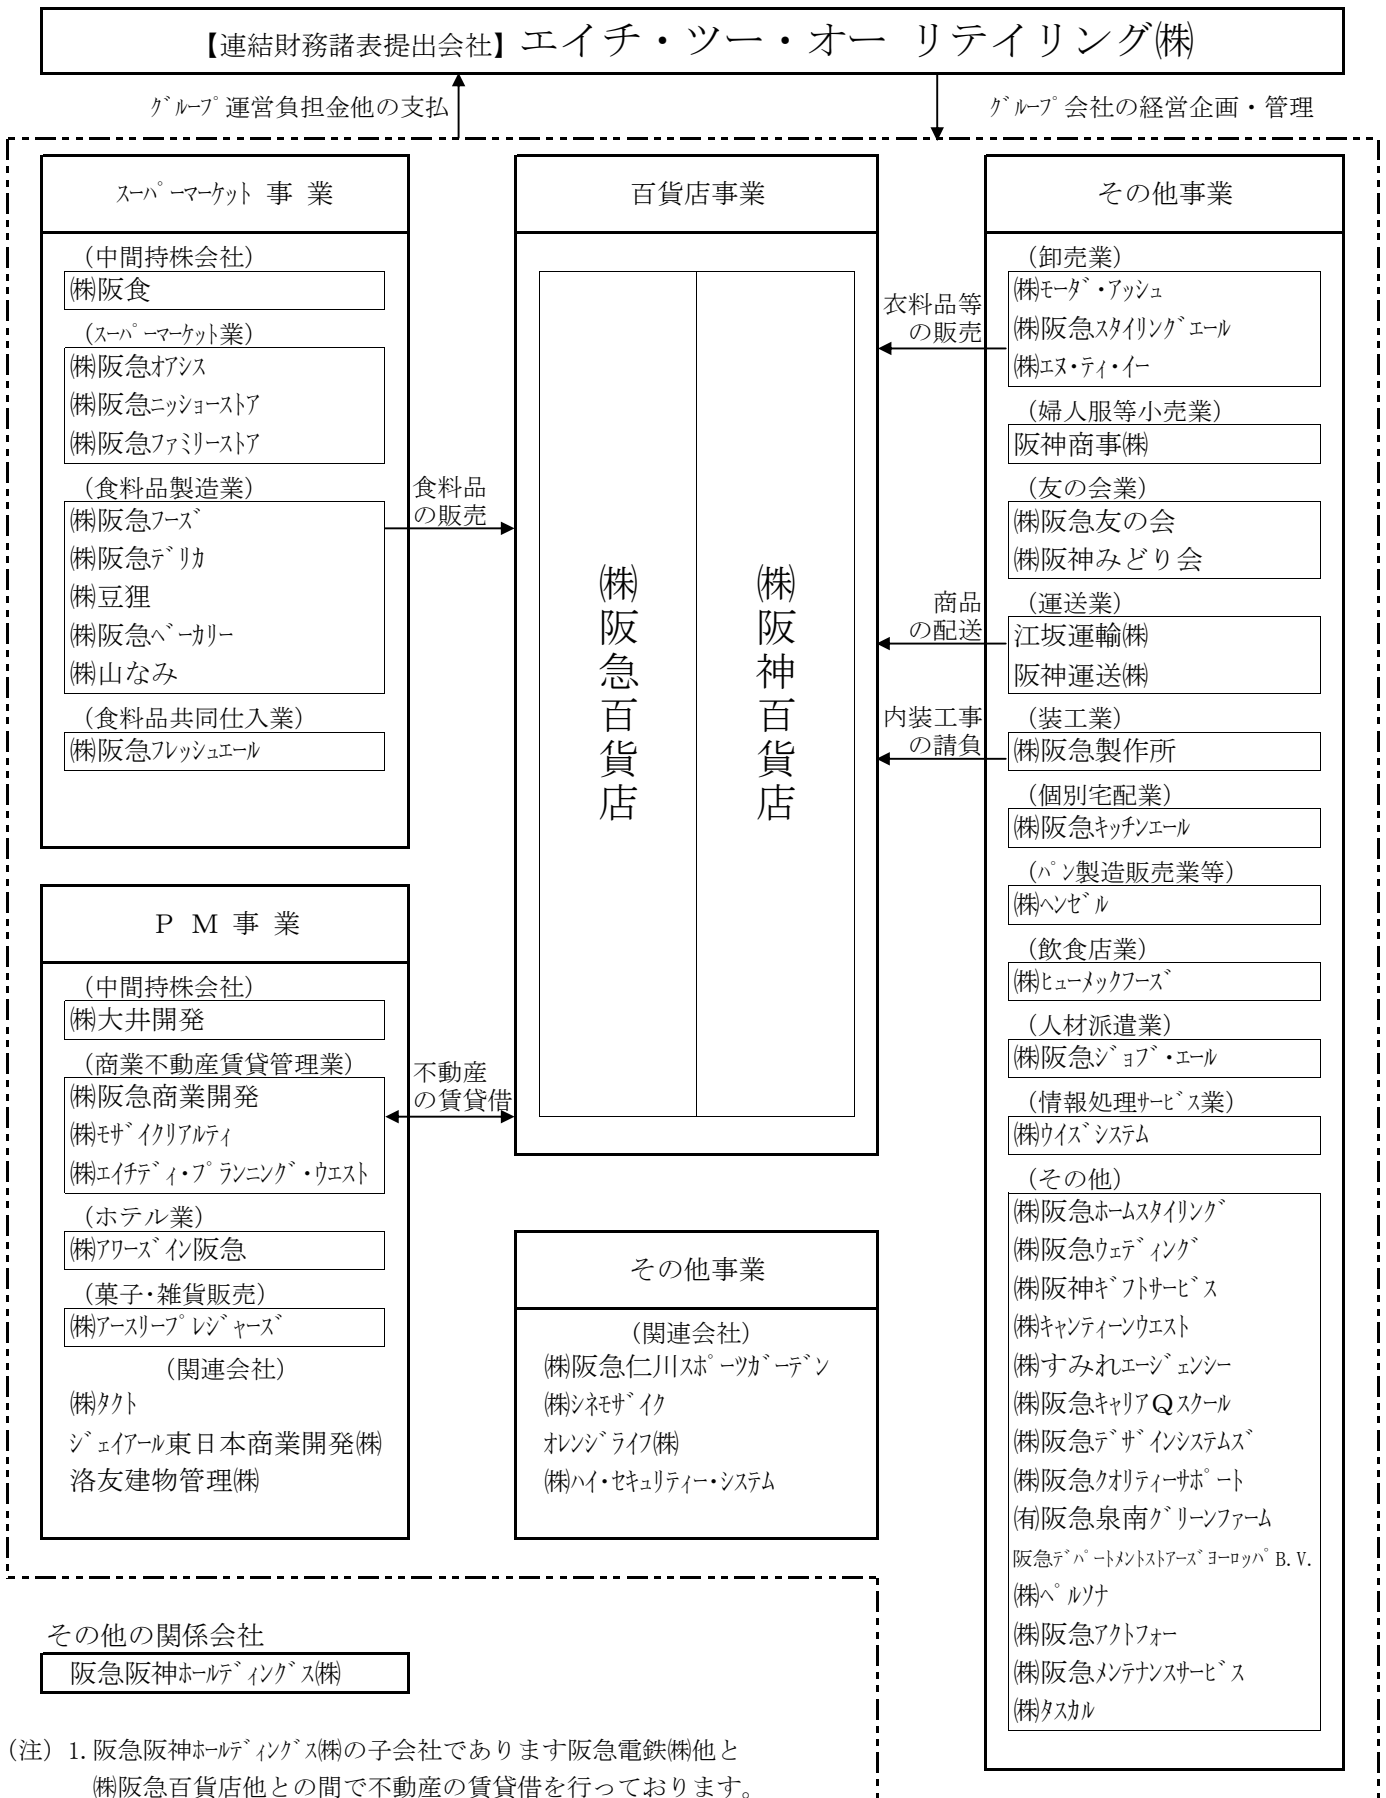 【連結財務諸表提出会社】エイチ・ツー・オー リテイリング㈱
ｸﾞﾙｰﾌﾟ運営負担金他の支払
ｸﾞﾙｰﾌﾟ会社の経営企画・管理
ｽｰﾊﾟｰﾏｰｹｯﾄ 事 業
（中間持株会社）
㈱阪食
（ｽｰﾊﾟｰﾏｰｹｯﾄ業）
㈱阪急ｵｱｼｽ
㈱阪急ﾆｯｼｮｰｽﾄｱ
㈱阪急ﾌｧﾐﾘｰｽﾄｱ
（食料品製造業）
㈱阪急ﾌｰｽﾞ
㈱阪急ﾃﾞﾘｶ
㈱豆狸
㈱阪急ﾍﾞｰｶﾘｰ
㈱山なみ
（食料品共同仕入業）
㈱阪急ﾌﾚｯｼｭｴｰﾙ
食料品
の販売
Ｐ Ｍ 事 業
（中間持株会社）
㈱大井開発
（商業不動産賃貸管理業）
㈱阪急商業開発
㈱ﾓｻﾞｲｸﾘｱﾙﾃｨ
㈱ｴｲﾁﾃﾞｨ・ﾌﾟﾗﾝﾆﾝｸﾞ・ｳｴｽﾄ
（ホテル業）
㈱ｱﾜｰｽﾞｲﾝ阪急
（菓子・雑貨販売）
㈱ｱｰｽﾘｰﾌﾟﾚｼﾞｬｰｽﾞ
（関連会社）
㈱ﾀｸﾄ
ｼﾞｪｲｱｰﾙ東日本商業開発㈱
洛友建物管理㈱
不動産
の賃貸借
百貨店事業
㈱阪急百貨店
㈱阪神百貨店
その他事業
（関連会社）
㈱阪急仁川ｽﾎﾟｰﾂｶﾞｰﾃﾞﾝ
㈱ｼﾈﾓｻﾞｲｸ
ｵﾚﾝｼﾞﾗｲﾌ㈱
㈱ﾊｲ・ｾｷｭﾘﾃｨｰ・ｼｽﾃﾑ
衣料品等
の販売
商品
の配送
内装工事
の請負
その他事業
（卸売業）
㈱ﾓｰﾀﾞ・ｱｯｼｭ
㈱阪急ｽﾀｲﾘﾝｸﾞｴｰﾙ
㈱ｴﾇ・ﾃｨ・ｲｰ
（婦人服等小売業）
阪神商事㈱
（友の会業）
㈱阪急友の会
㈱阪神みどり会
（運送業）
江坂運輸㈱
阪神運送㈱
（装工業）
㈱阪急製作所
（個別宅配業）
㈱阪急ｷｯﾁﾝｴｰﾙ
（ﾊﾟﾝ製造販売業等）
㈱ﾍﾝｾﾞﾙ
（飲食店業）
㈱ﾋｭｰﾒｯｸﾌｰｽﾞ
（人材派遣業）
㈱阪急ｼﾞｮﾌﾞ・ｴｰﾙ
（情報処理ｻｰﾋﾞｽ業）
㈱ｳｲｽﾞｼｽﾃﾑ
（その他）
㈱阪急ﾎｰﾑｽﾀｲﾘﾝｸﾞ
㈱阪急ｳｪﾃﾞｨﾝｸﾞ
㈱阪神ｷﾞﾌﾄｻｰﾋﾞｽ
㈱ｷｬﾝﾃｨｰﾝｳｴｽﾄ
㈱すみれｴｰｼﾞｪﾝｼｰ
㈱阪急ｷｬﾘｱＱｽｸｰﾙ
㈱阪急ﾃﾞｻﾞｲﾝｼｽﾃﾑｽﾞ
㈱阪急ｸｵﾘﾃｨｰｻﾎﾟｰﾄ
㈲阪急泉南ｸﾞﾘｰﾝﾌｧｰﾑ
阪急ﾃﾞﾊﾟｰﾄﾒﾝﾄｽﾄｱｰｽﾞﾖｰﾛｯﾊﾟB.V.
㈱ﾍﾟﾙｿﾅ
㈱阪急ｱｸﾄﾌｫｰ
㈱阪急ﾒﾝﾃﾅﾝｽｻｰﾋﾞｽ
㈱ﾀｽｶﾙ
その他の関係会社
阪急阪神ﾎｰﾙﾃﾞｨﾝｸﾞｽ㈱
（注）1.阪急阪神ﾎｰﾙﾃﾞｨﾝｸﾞｽ㈱の子会社であります阪急電鉄㈱他と
㈱阪急百貨店他との間で不動産の賃貸借を行っております。